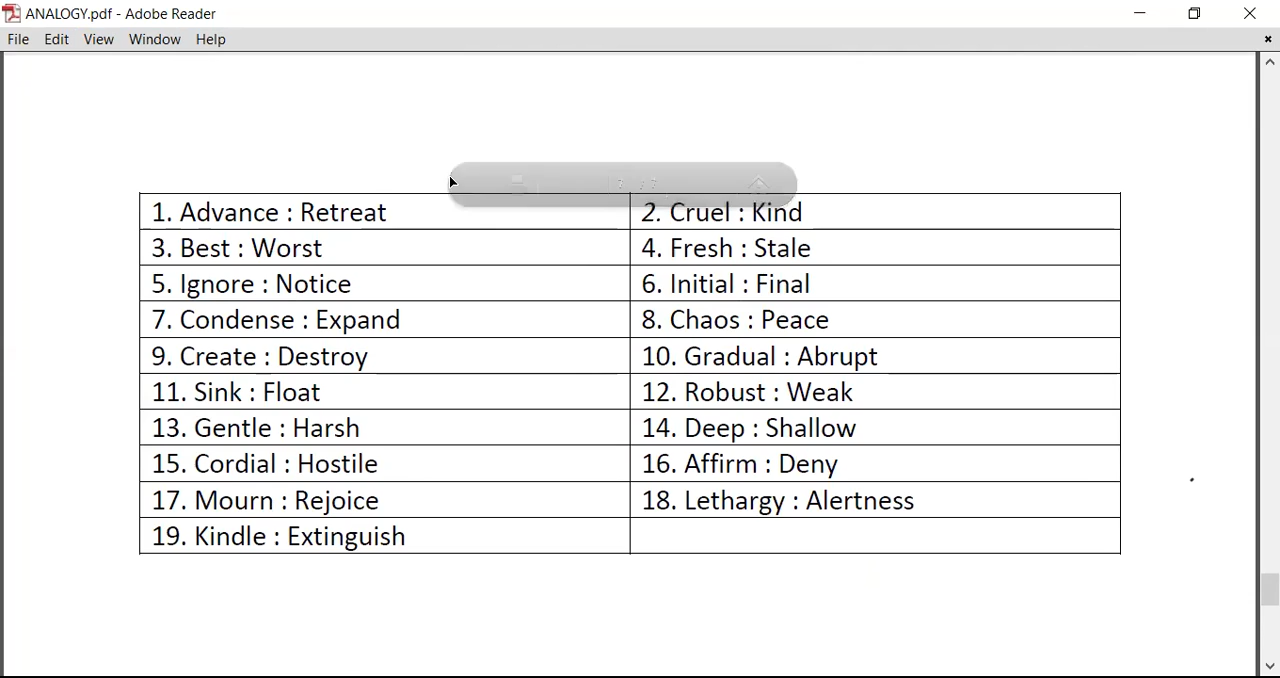 ANALOGY.pdf - Adobe Reader
File Edit View Window Help
1. Advance : Retreat
2. Cruel : Kind
3. Best : Worst
4. Fresh : Stale
5. Ignore : Notice
6. Initial : Final
7. Condense : Expand
8. Chaos : Peace
9. Create : Destroy
10. Gradual : Abrupt
11. Sink : Float
12. Robust : Weak
13. Gentle : Harsh
14. Deep : Shallow
15. Cordial : Hostile
16. Affirm : Deny
17. Mourn : Rejoice
18. Lethargy : Alertness
19. Kindle : Extinguish